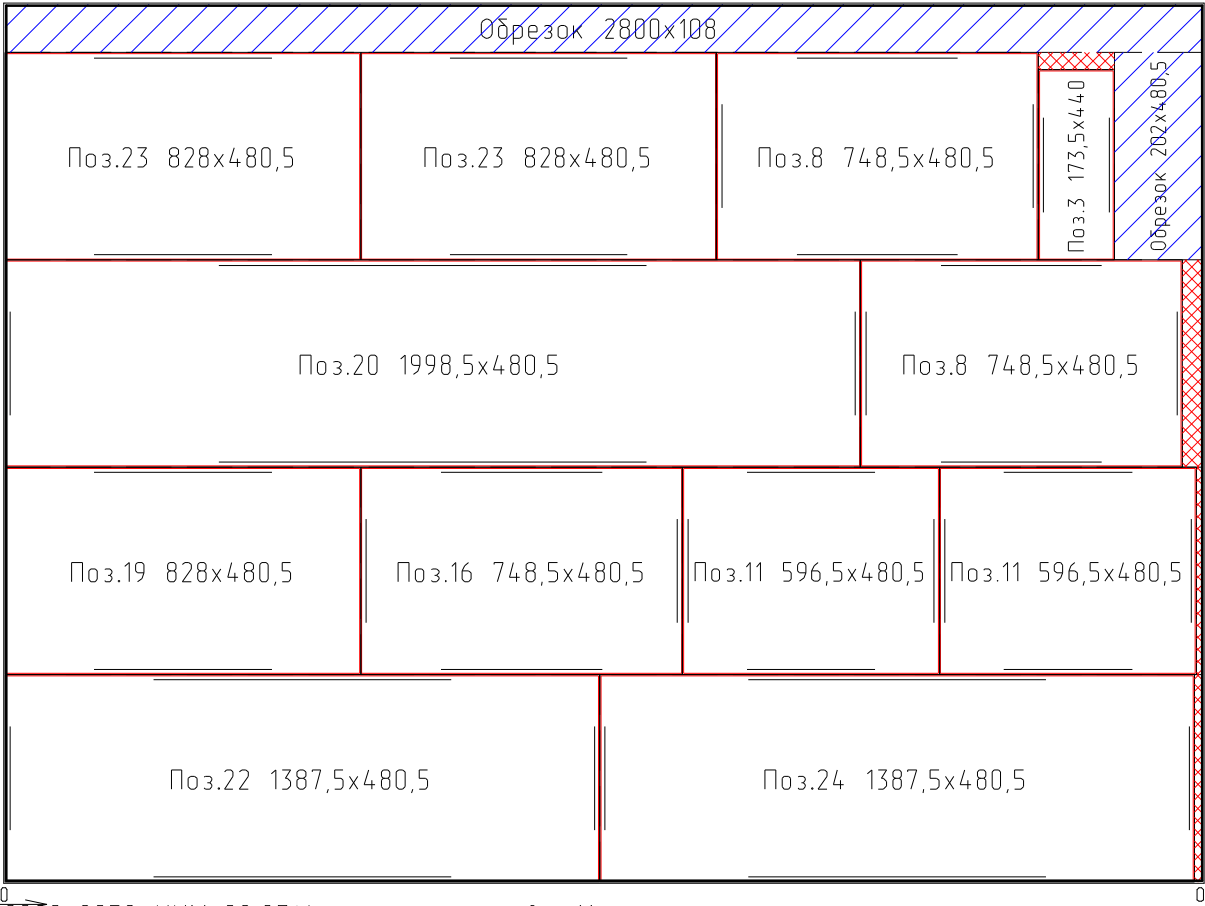 Обрезок 2800x108
Поз.23 828x480,5
Поз.23 828x480,5
Поз.8 748,5x480,5
Поз.3 173,5x440
Обрезок 202x480,5
Поз.20 1998,5x480,5
Поз.8 748,5x480,5
Поз.19 828x480,5
Поз.16 748,5x480,5
Поз.11 596,5x480,5
Поз.11 596,5x480,5
Поз.22 1387,5x480,5
Поз.24 1387,5x480,5
0
0